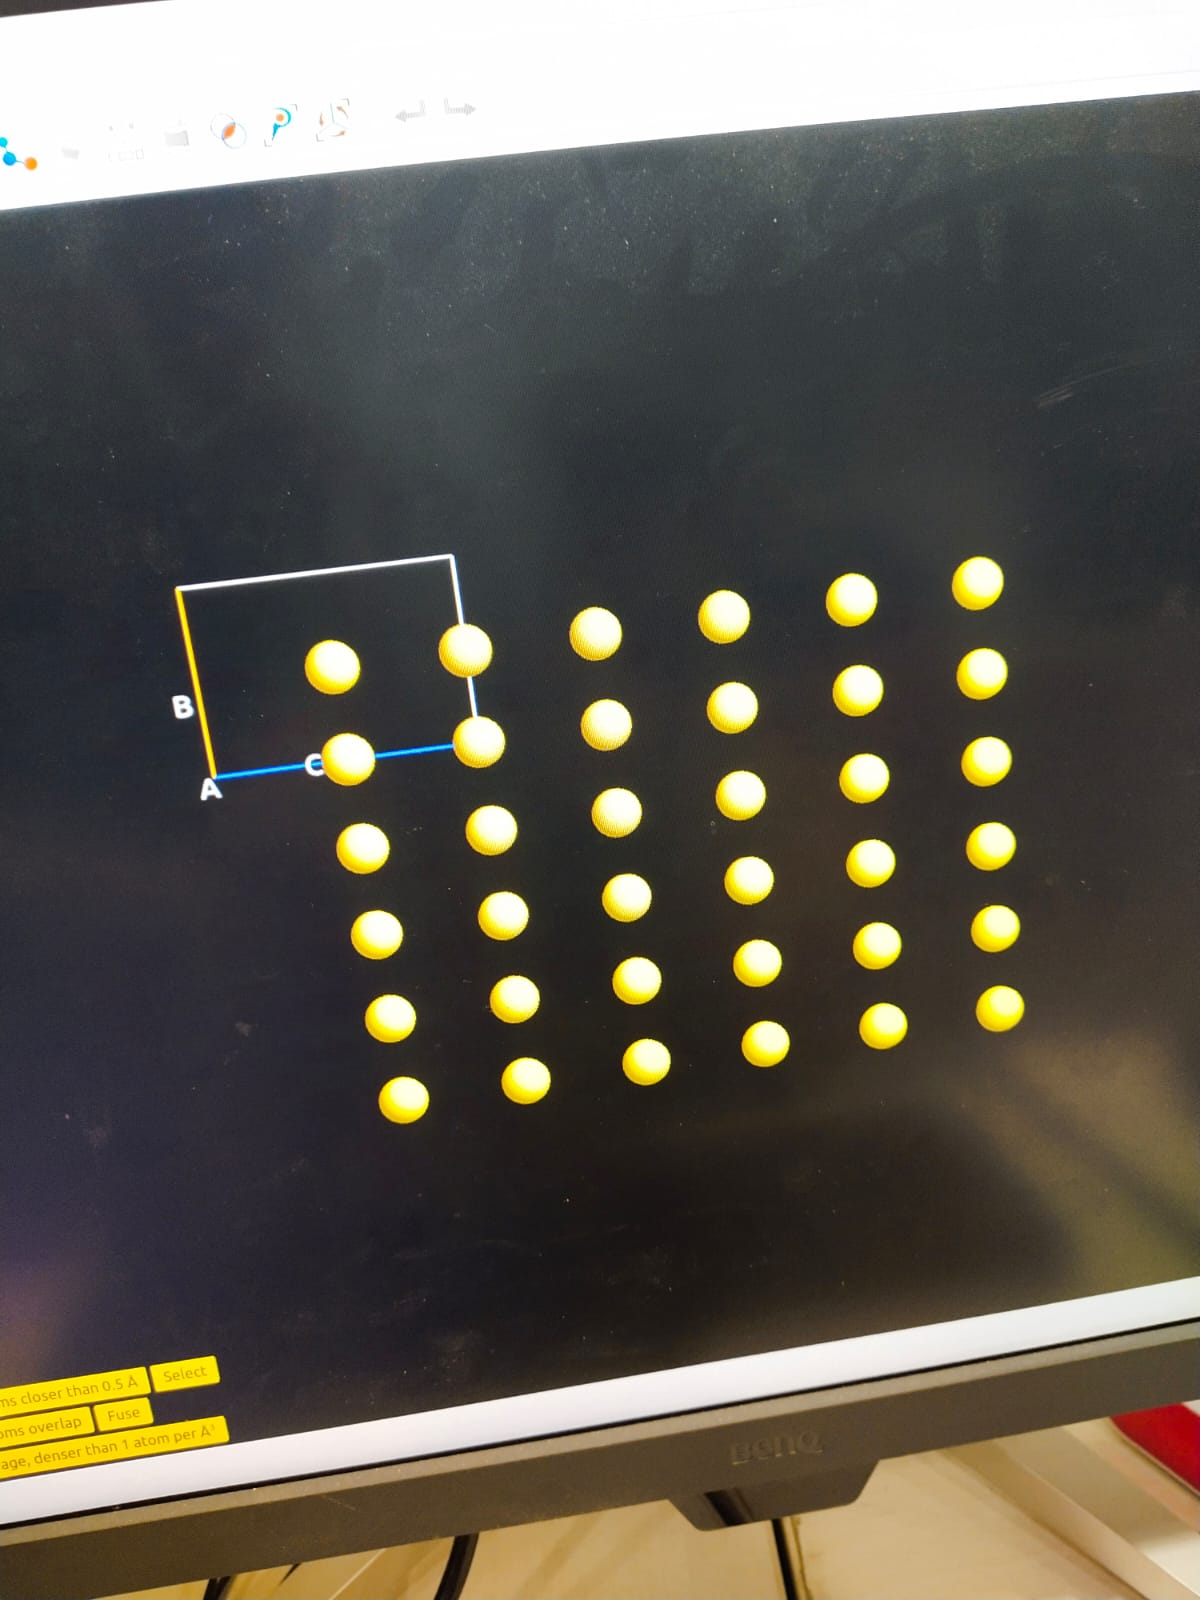 B
C
A
ms closer than 0.5 Å Select
oms overlap Fuse
age, denser than 1 atom per Å³
BenQ